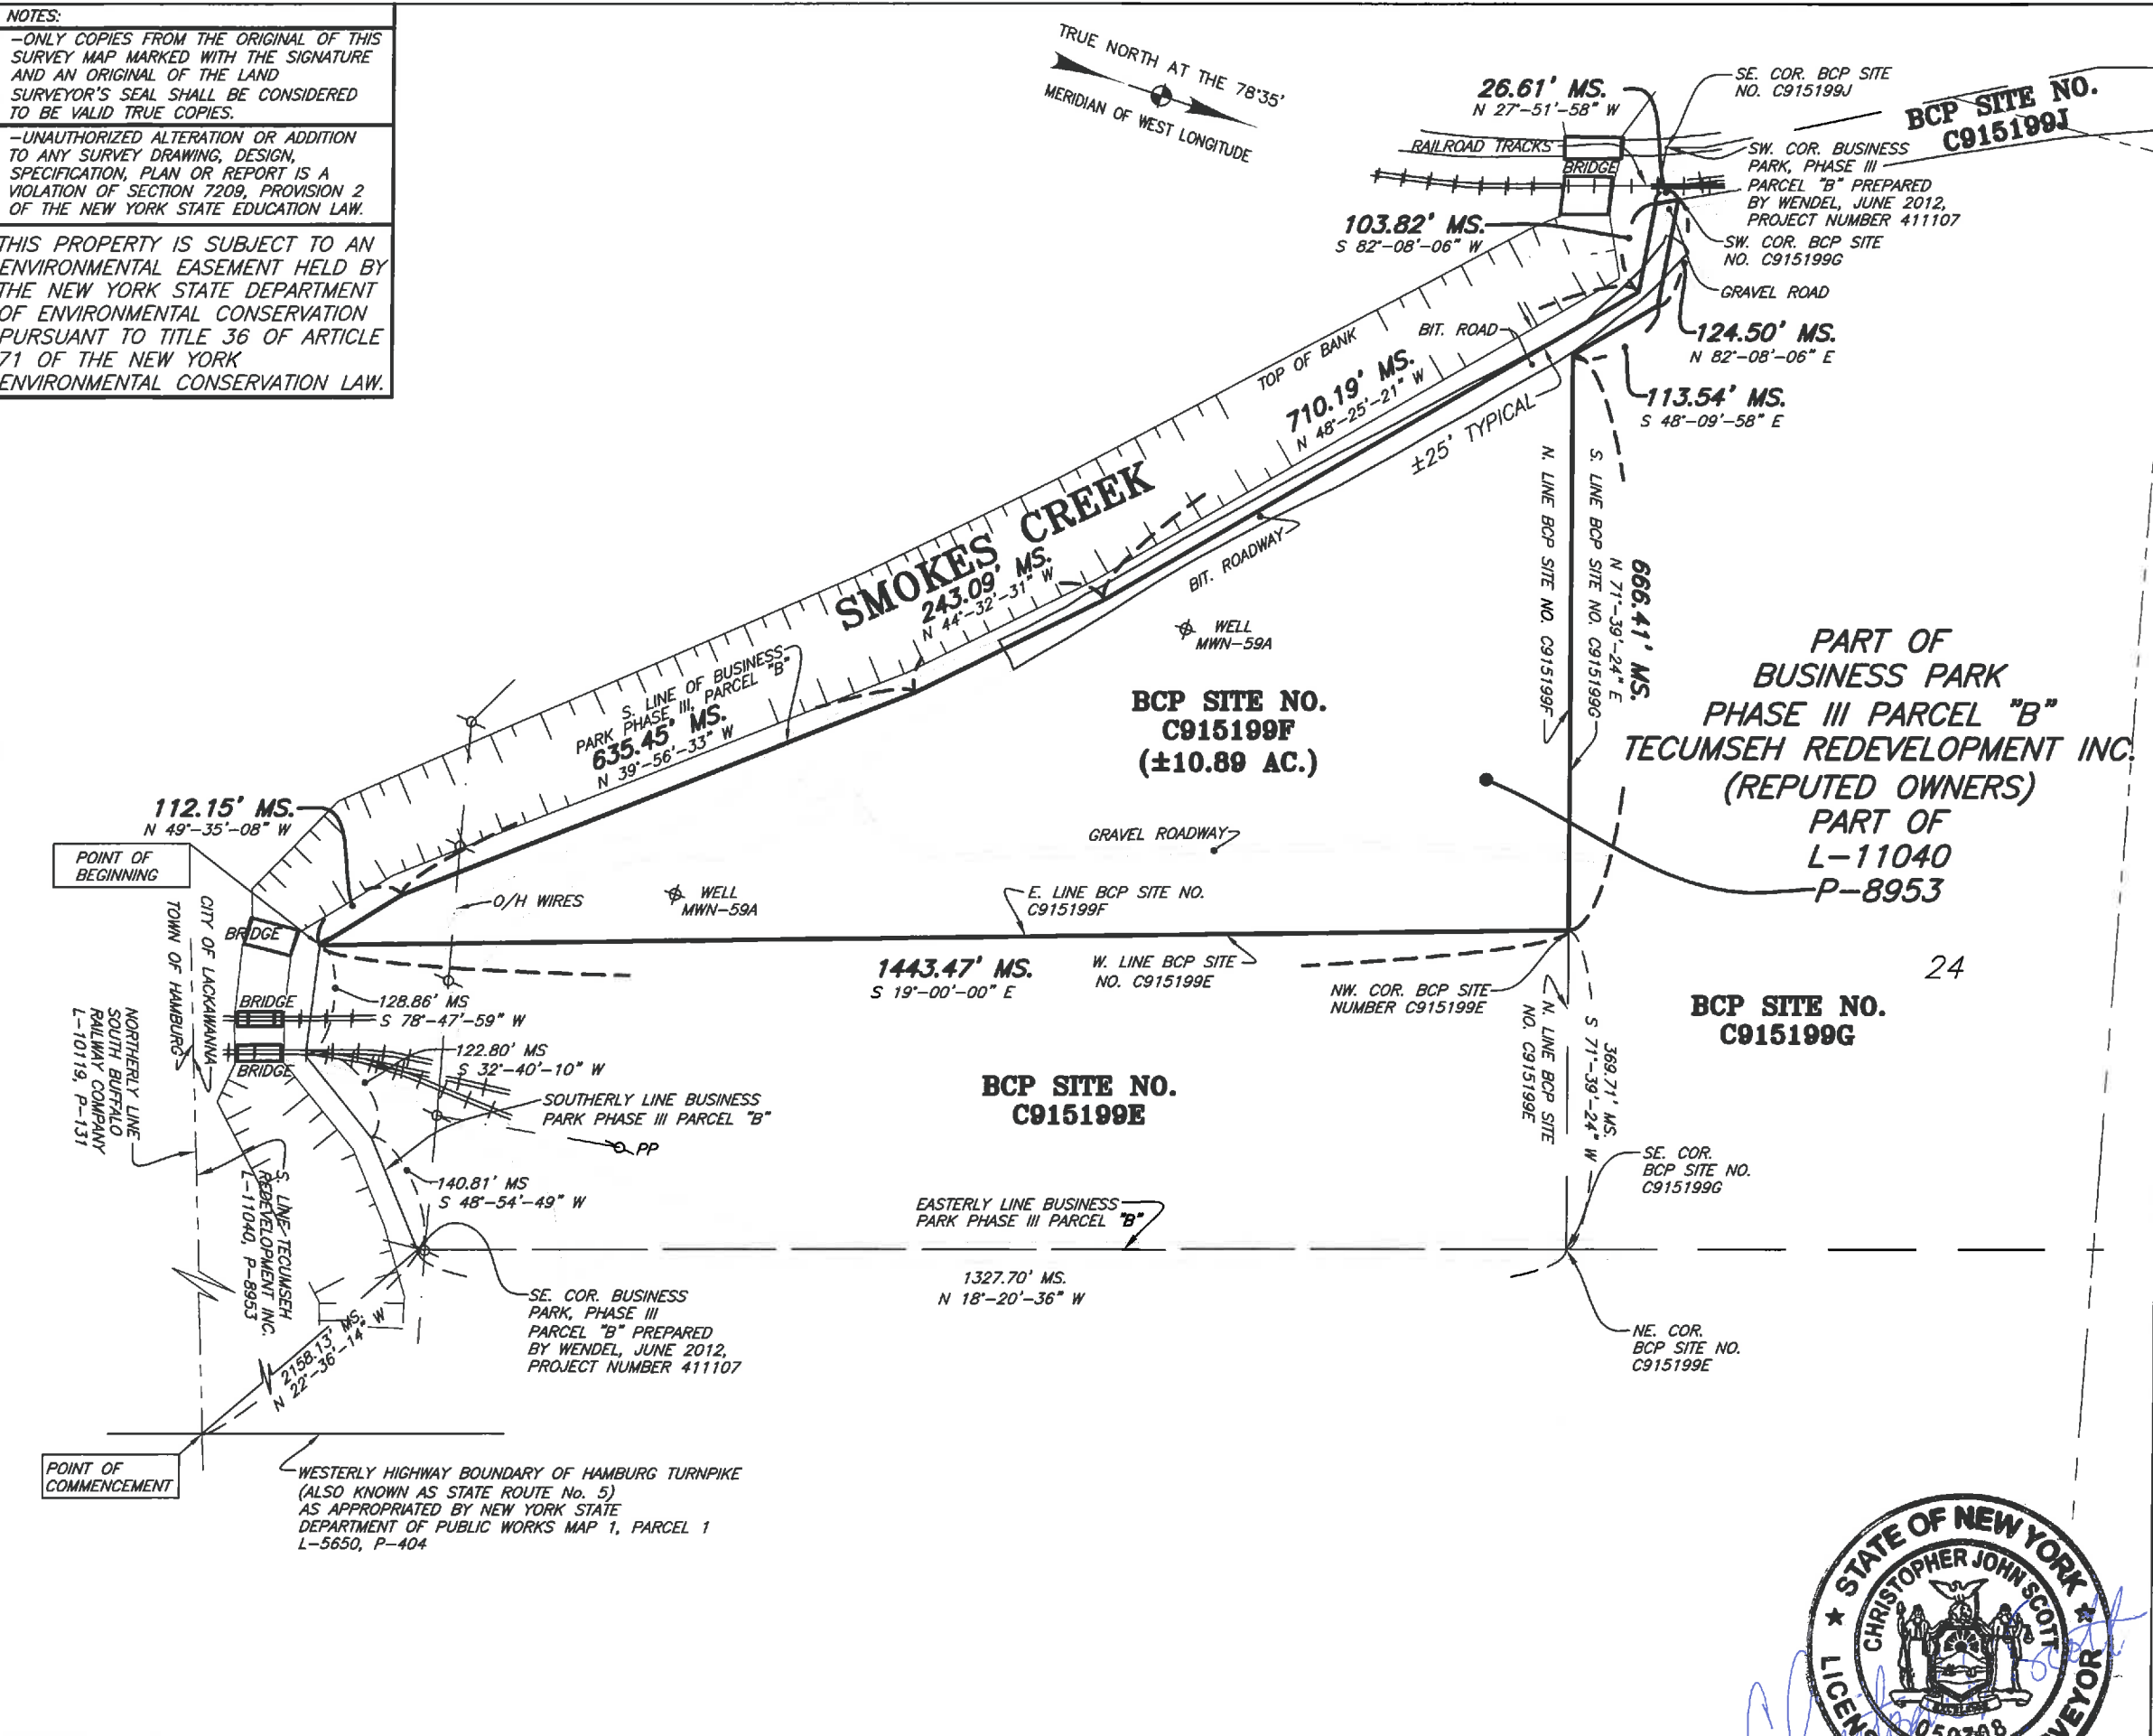 NOTES:
-ONLY COPIES FROM THE ORIGINAL OF THIS
SURVEY MAP MARKED WITH THE SIGNATURE
AND AN ORIGINAL OF THE LAND
SURVEYOR'S SEAL SHALL BE CONSIDERED
TO BE VALID TRUE COPIES.
-UNAUTHORIZED ALTERATION OR ADDITION
TO ANY SURVEY DRAWING, DESIGN,
SPECIFICATION, PLAN OR REPORT IS A
VIOLATION OF SECTION 7209, PROVISION 2
OF THE NEW YORK STATE EDUCATION LAW.
THIS PROPERTY IS SUBJECT TO AN
ENVIRONMENTAL EASEMENT HELD BY
THE NEW YORK STATE DEPARTMENT
OF ENVIRONMENTAL CONSERVATION
PURSUANT TO TITLE 36 OF ARTICLE
71 OF THE NEW YORK
ENVIRONMENTAL CONSERVATION LAW.
TRUE NORTH AT THE 78°35'
MERIDIAN OF WEST LONGITUDE
26.61' MS.
N 27°-51'-58" W
SE. COR. BCP SITE
NO. C915199J
BCP SITE NO.
C915199J
RAILROAD TRACKS
BRIDGE
SW. COR. BUSINESS
PARK, PHASE III
PARCEL "B" PREPARED
BY WENDEL, JUNE 2012,
PROJECT NUMBER 411107
103.82' MS.
S 82°-08'-06" W
SW. COR. BCP SITE
NO. C915199G
GRAVEL ROAD
124.50' MS.
N 82°-08'-06" E
113.54' MS.
S 48°-09'-58" E
BIT. ROAD
TOP OF BANK
710.19' MS.
N 48°-25'-21" W
±25' TYPICAL
SMOKES CREEK
243.09' MS.
N 44°-32'-31" W
BIT. ROADWAY
WELL
MWN-59A
N. LINE BCP SITE NO. C915199F
S. LINE BCP SITE NO. C915199G
N 71°-39'-24" E
666.41' MS.
S. LINE OF BUSINESS
PARK PHASE III, PARCEL "B"
635.45' MS.
N 39°-56'-33" W
BCP SITE NO.
C915199F
(±10.89 AC.)
PART OF
BUSINESS PARK
PHASE III PARCEL "B"
TECUMSEH REDEVELOPMENT INC.
(REPUTED OWNERS)
PART OF
L-11040
P-8953
112.15' MS.
N 49°-35'-08" W
POINT OF
BEGINNING
GRAVEL ROADWAY
O/H WIRES
WELL
MWN-59A
E. LINE BCP SITE NO.
C915199F
CITY OF LACKAWANNA
TOWN OF HAMBURG
BRIDGE
1443.47' MS.
S 19°-00'-00" E
W. LINE BCP SITE
NO. C915199E
NW. COR. BCP SITE
NUMBER C915199E
24
BCP SITE NO.
C915199G
BRIDGE
128.86' MS
S 78°-47'-59" W
NORTHERLY LINE
SOUTH BUFFALO
RAILWAY COMPANY
L-10119, P-131
BRIDGE
122.80' MS
S 32°-40'-10" W
N. LINE BCP SITE
NO. C915199E
369.71' MS.
S 71°-39'-24" W
BCP SITE NO.
C915199E
SOUTHERLY LINE BUSINESS
PARK PHASE III PARCEL "B"
PP
140.81' MS
S 48°-54'-49" W
S. LINE TECUMSEH
REDEVELOPMENT INC.
L-11040, P-8953
SE. COR.
BCP SITE NO.
C915199G
EASTERLY LINE BUSINESS
PARK PHASE III PARCEL "B"
1327.70' MS.
N 18°-20'-36" W
SE. COR. BUSINESS
PARK, PHASE III
PARCEL "B" PREPARED
BY WENDEL, JUNE 2012,
PROJECT NUMBER 411107
NE. COR.
BCP SITE NO.
C915199E
2158.13' MS.
N 22°-36'-14" W
POINT OF
COMMENCEMENT
WESTERLY HIGHWAY BOUNDARY OF HAMBURG TURNPIKE
(ALSO KNOWN AS STATE ROUTE No. 5)
AS APPROPRIATED BY NEW YORK STATE
DEPARTMENT OF PUBLIC WORKS MAP 1, PARCEL 1
L-5650, P-404
STATE OF NEW YORK
CHRISTOPHER JOHN SCOTT